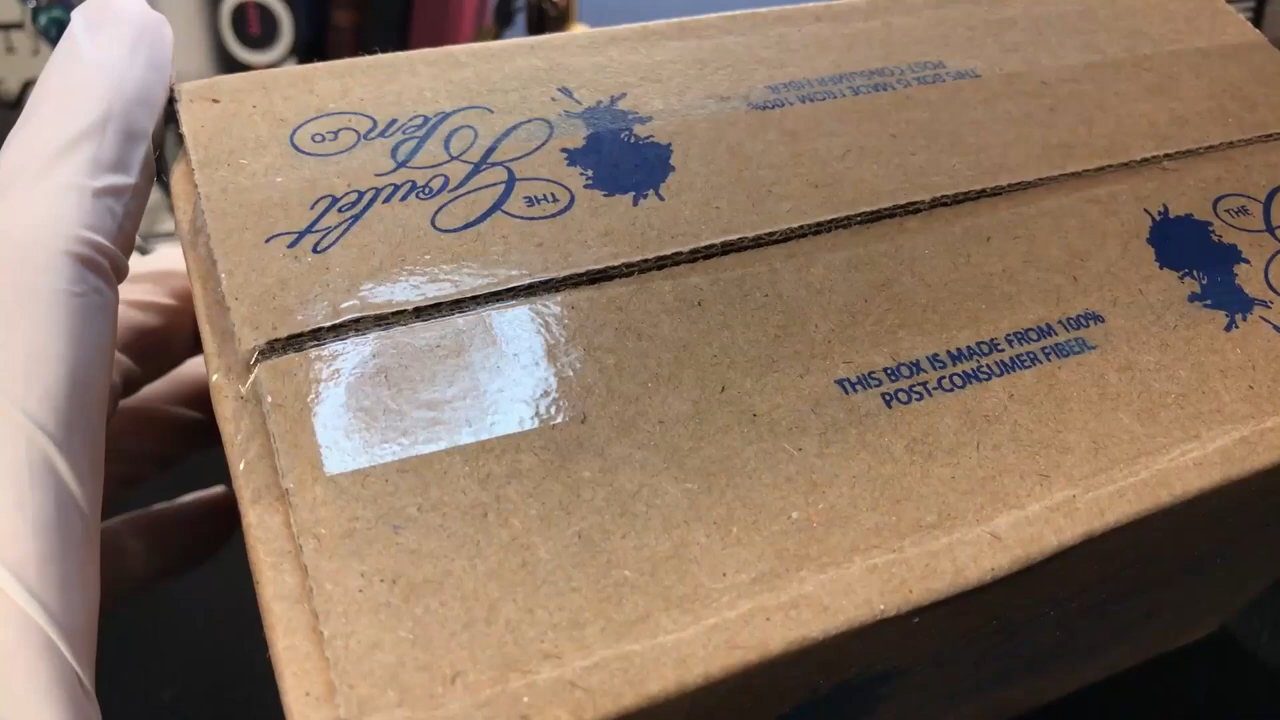 THE
Goulet
Pen Co
THIS BOX IS MADE FROM 100%
POST-CONSUMER FIBER.
THE
THIS BOX IS MADE FROM 100%
POST-CONSUMER FIBER.